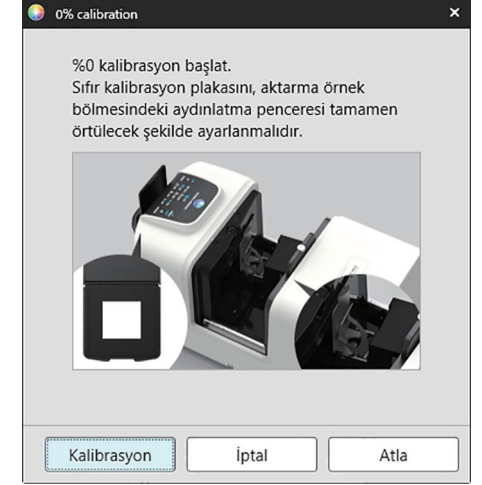 0% calibration
%0 kalibrasyon başlat.
Sıfır kalibrasyon plakasını, aktarma örnek
bölmesindeki aydınlatma penceresi tamamen
örtülecek şekilde ayarlanmalıdır.
Kalibrasyon
İptal
Atla